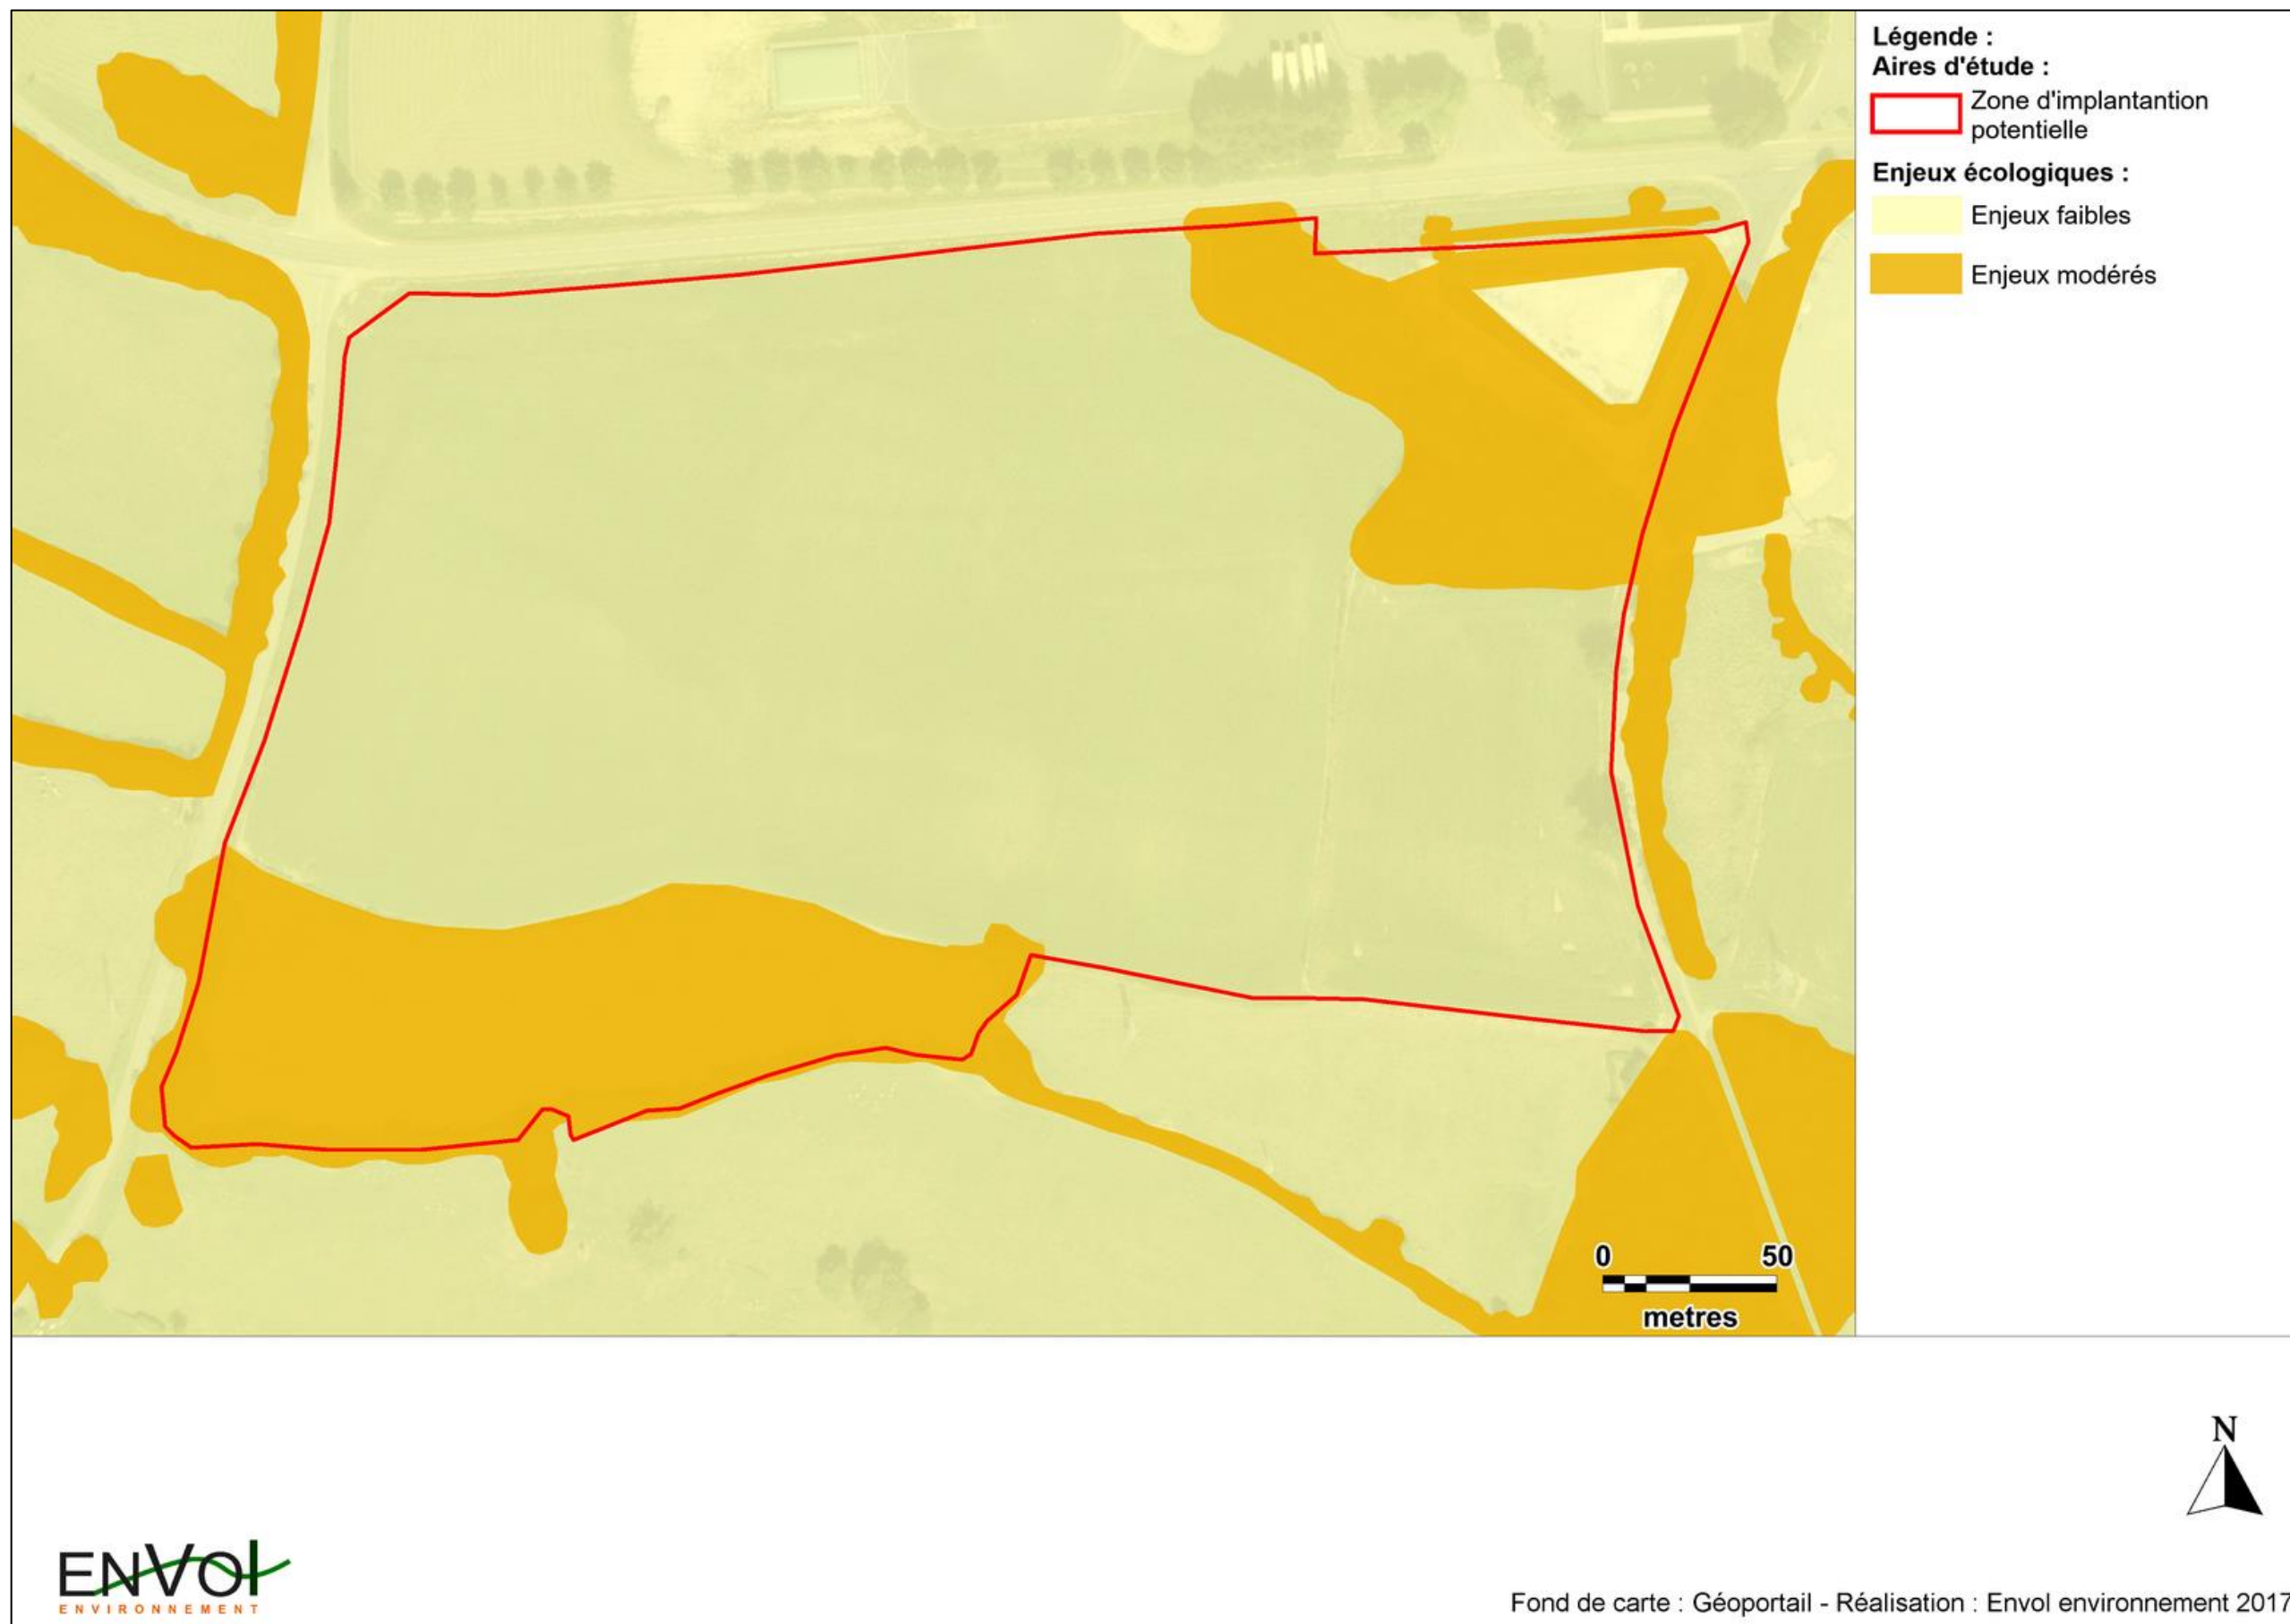 Légende :
Aires d'étude :
Zone d'implantantion
potentielle
Enjeux écologiques :
Enjeux faibles
Enjeux modérés
0 50
metres
N
ENVOl
ENVIRONNEMENT
Fond de carte : Géoportail - Réalisation : Envol environnement 2017